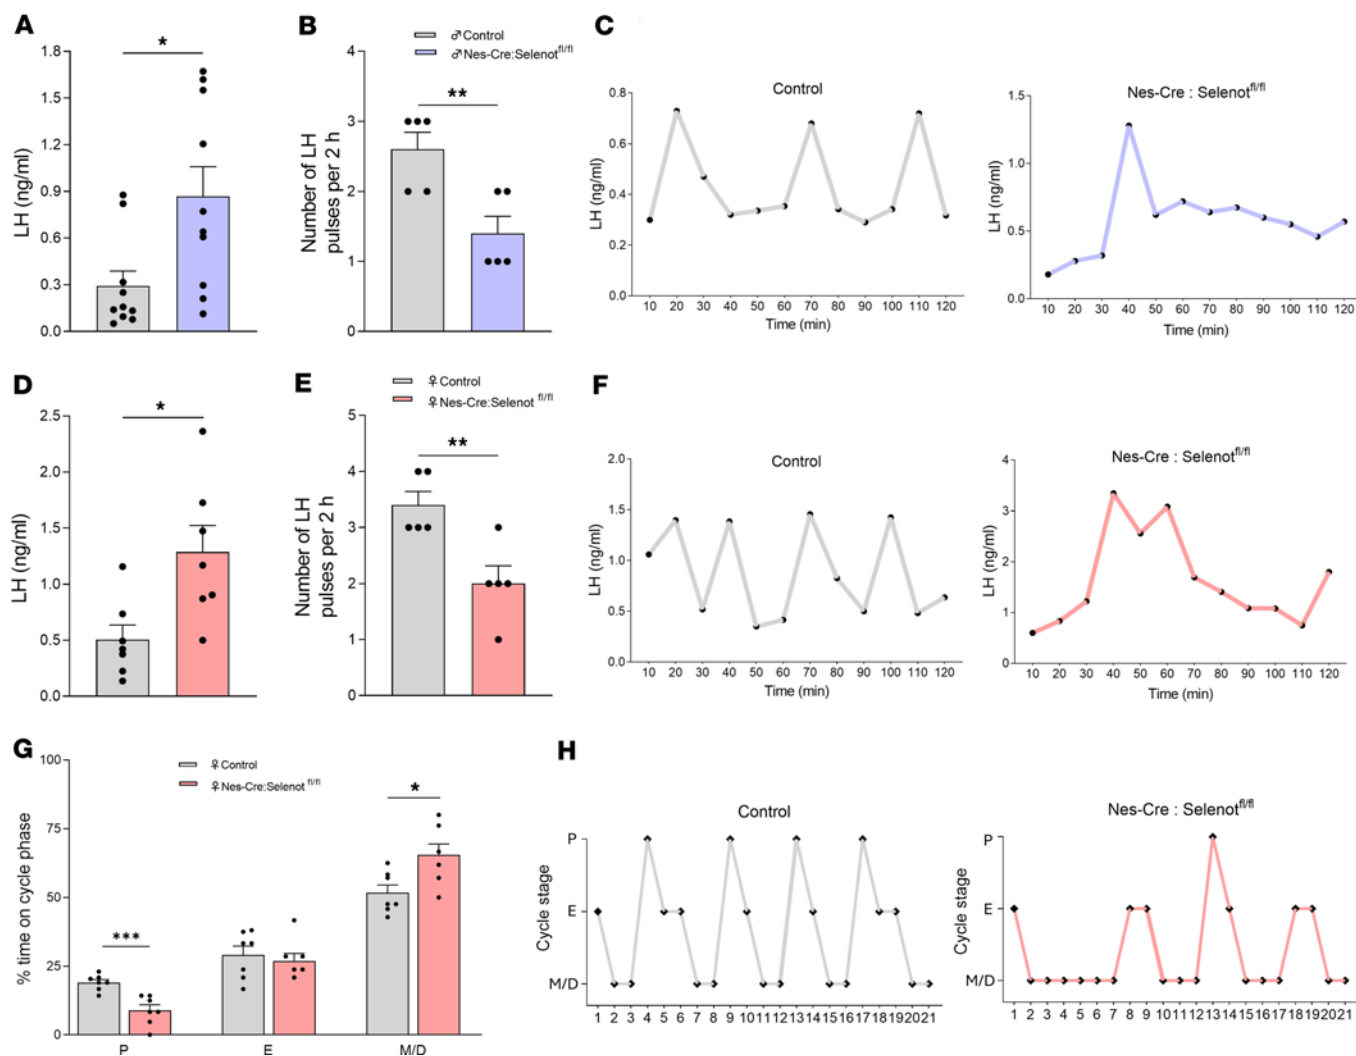 A
*
LH (ng/ml)
1.8
1.5
1.2
0.9
0.6
0.3
0.0
B
♂Control
♂Nes-Cre:Selenot fl/fl
**
Number of LH
pulses per 2 h
4
3
2
1
0
C
Control
LH (ng/ml)
0.8
0.6
0.4
0.2
0.0
10 20 30 40 50 60 70 80 90 100 110 120
Time (min)
Nes-Cre : Selenot fl/fl
LH (ng/ml)
1.5
1.0
0.5
0.0
10 20 30 40 50 60 70 80 90 100 110 120
Time (min)
D
*
LH (ng/ml)
2.5
2.0
1.5
1.0
0.5
0.0
E
♀Control
♀Nes-Cre:Selenot fl/fl
**
Number of LH
pulses per 2 h
5
4
3
2
1
0
F
Control
LH (ng/ml)
2.0
1.5
1.0
0.5
0.0
10 20 30 40 50 60 70 80 90 100 110 120
Time (min)
Nes-Cre : Selenot fl/fl
LH (ng/ml)
4
3
2
1
0
10 20 30 40 50 60 70 80 90 100 110 120
Time (min)
G
♀Control
♀Nes-Cre:Selenot fl/fl
% time on cycle phase
100
75
50
25
0
***
*
P E M/D
H
Control
Cycle stage
P
E
M/D
1 2 3 4 5 6 7 8 9 10 11 12 13 14 15 16 17 18 19 20 21
Nes-Cre : Selenot fl/fl
Cycle stage
P
E
M/D
1 2 3 4 5 6 7 8 9 10 11 12 13 14 15 16 17 18 19 20 21